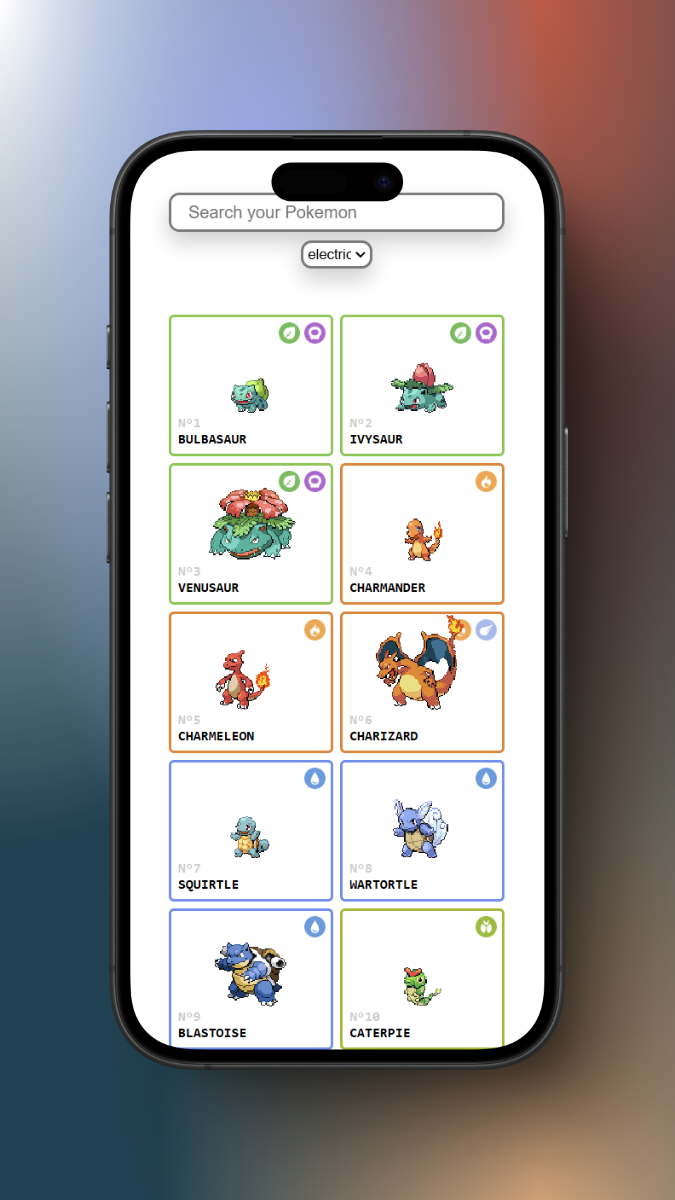 Search your Pokemon
electric
Nº1
BULBASAUR
Nº2
IVYSAUR
Nº3
VENUSAUR
Nº4
CHARMANDER
Nº5
CHARMELEON
Nº6
CHARIZARD
Nº7
SQUIRTLE
Nº8
WARTORTLE
Nº9
BLASTOISE
Nº10
CATERPIE